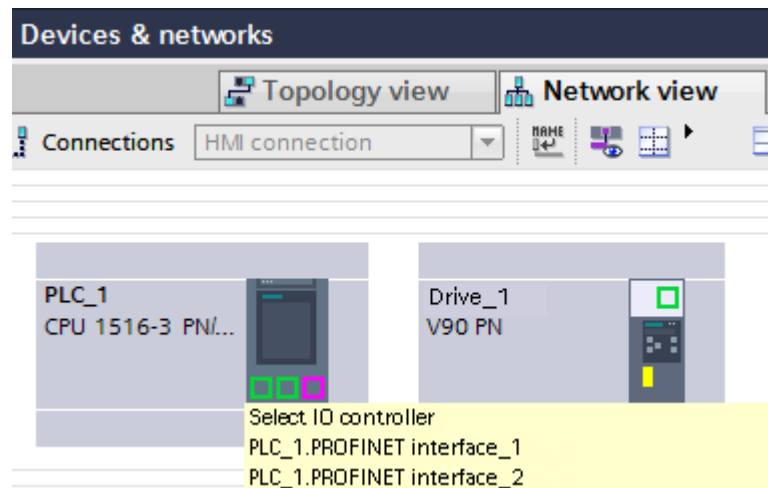 Devices & networks
Topology view
Network view
Connections
HMI connection
NAME
PLC_1
CPU 1516-3 PN/...
Drive_1
V90 PN
Select IO controller
PLC_1.PROFINET interface_1
PLC_1.PROFINET interface_2